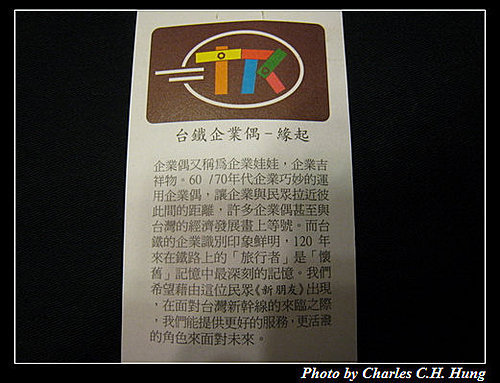 TK
台鐵企業偶-緣起
企業偶又稱為企業娃娃，企業吉
祥物。60 /70年代企業巧妙的運
用企業偶，讓企業與民眾拉近彼
此間的距離，許多企業偶甚至與
台灣的經濟發展畫上等號。而台
鐵的企業識別印象鮮明，120 年
來在鐵路上的「旅行者」是「懷
舊」記憶中最深刻的記憶。我們
希望藉由這位民眾《新朋友》出現
，在面對台灣新幹線的來臨之際
，我們能提供更好的服務，更活潑
的角色來面對未來。
Photo by Charles C.H. Hung